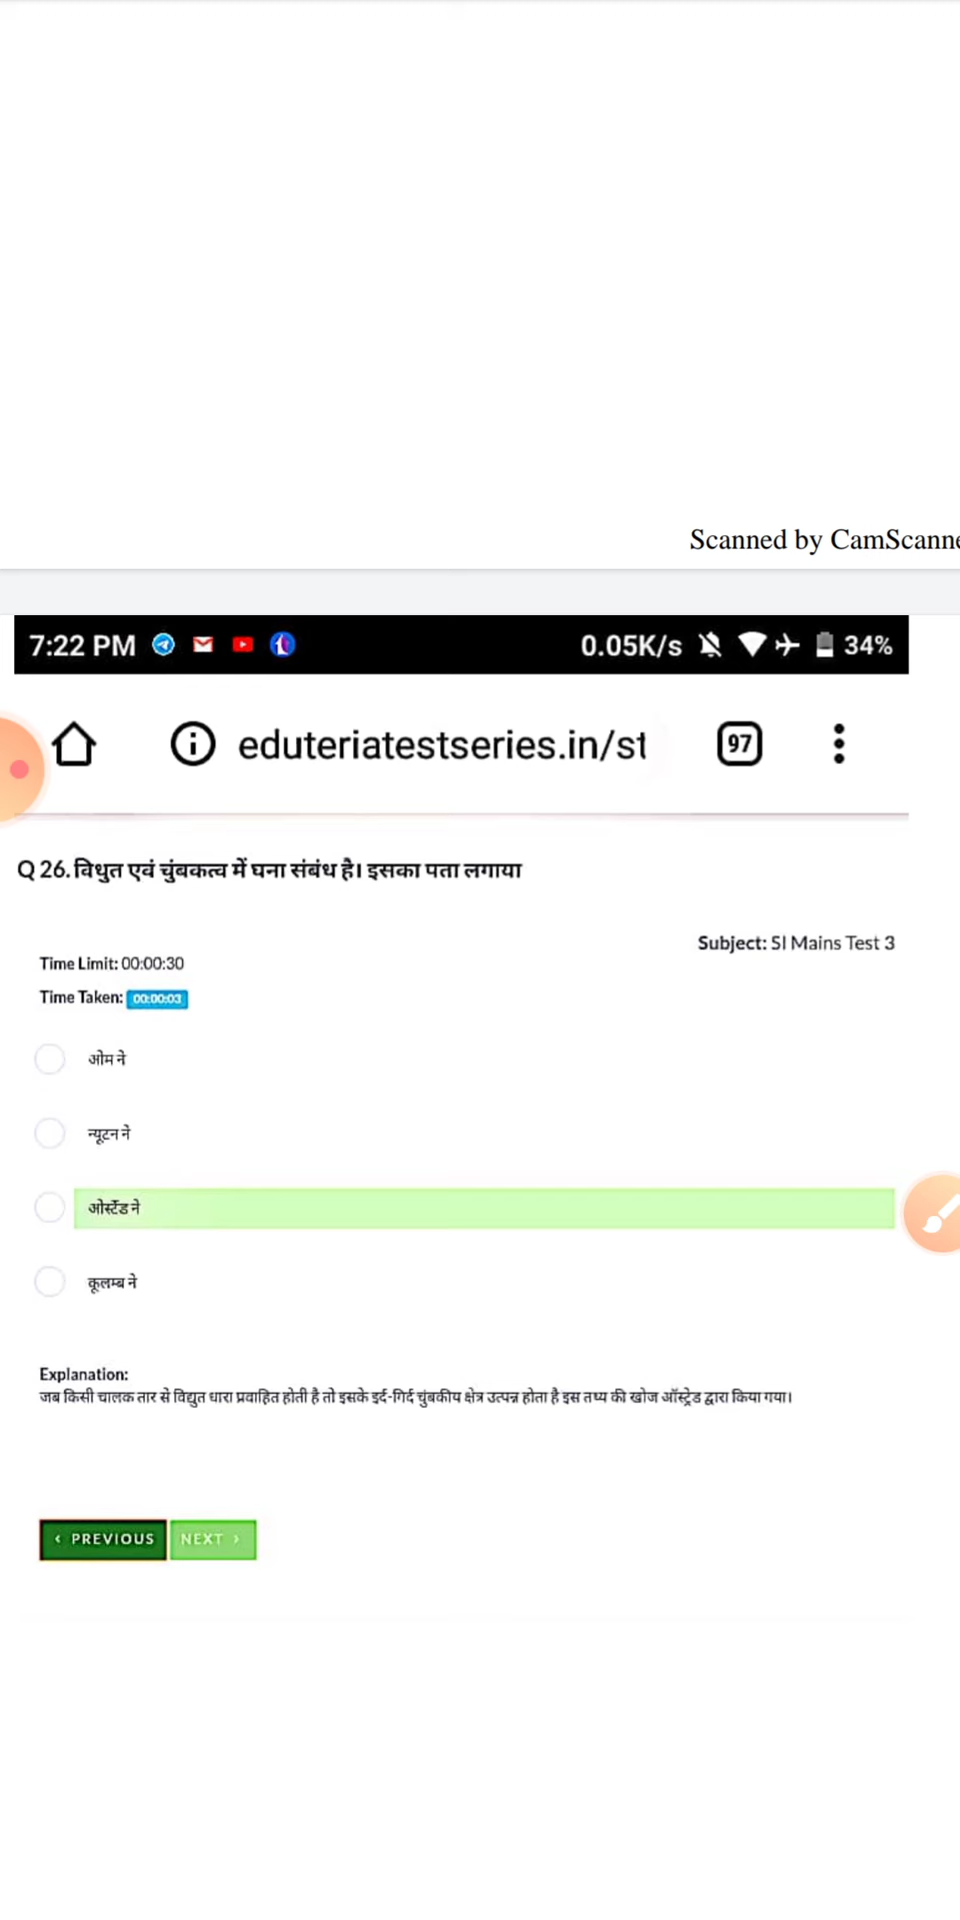 Scanned by CamScanne
7:22 PM 0.05K/s 34%
eduteriatestseries.in/st 97
Q 26. विधुत एवं चुंबकत्व में घना संबंध है। इसका पता लगाया
Subject: SI Mains Test 3
Time Limit: 00:00:30
Time Taken: 00:00:03
ओम ने
न्यूटन ने
ओर्स्टेड ने
कूलम्ब ने
Explanation:
जब किसी चालक तार से विद्युत धारा प्रवाहित होती है तो इसके इर्द-गिर्द चुंबकीय क्षेत्र उत्पन्न होता है इस तथ्य की खोज ऑस्ट्रेड द्वारा किया गया।
‹ PREVIOUS NEXT ›